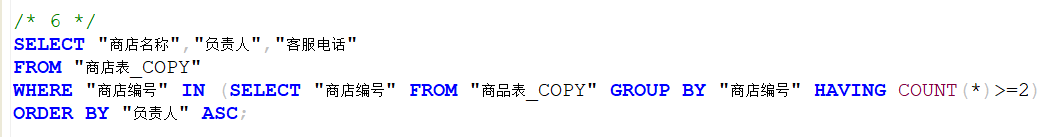 /* 6 */
SELECT "商店名称","负责人","客服电话"
FROM "商店表_COPY"
WHERE "商店编号" IN (SELECT "商店编号" FROM "商品表_COPY" GROUP BY "商店编号" HAVING COUNT(*)>=2)
ORDER BY "负责人" ASC;